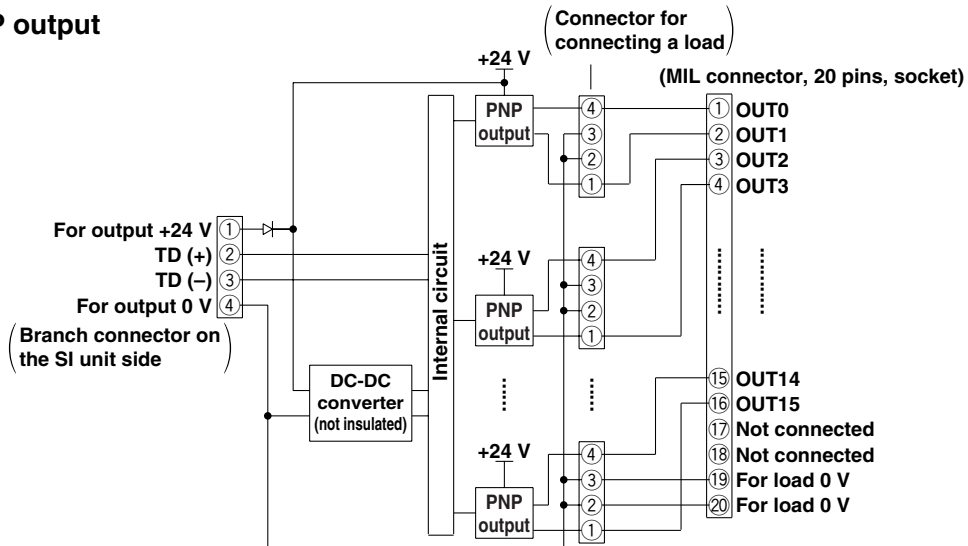 P output
(Connector for
connecting a load)
(MIL connector, 20 pins, socket)
+24 V
PNP
output
④
③
②
①
① OUT0
② OUT1
③ OUT2
④ OUT3
For output +24 V ①
TD (+) ②
TD (–) ③
For output 0 V ④
(Branch connector on
the SI unit side)
Internal circuit
DC-DC
converter
(not insulated)
+24 V
PNP
output
④
③
②
①
+24 V
PNP
output
④
③
②
①
⑮ OUT14
⑯ OUT15
⑰ Not connected
⑱ Not connected
⑲ For load 0 V
⑳ For load 0 V